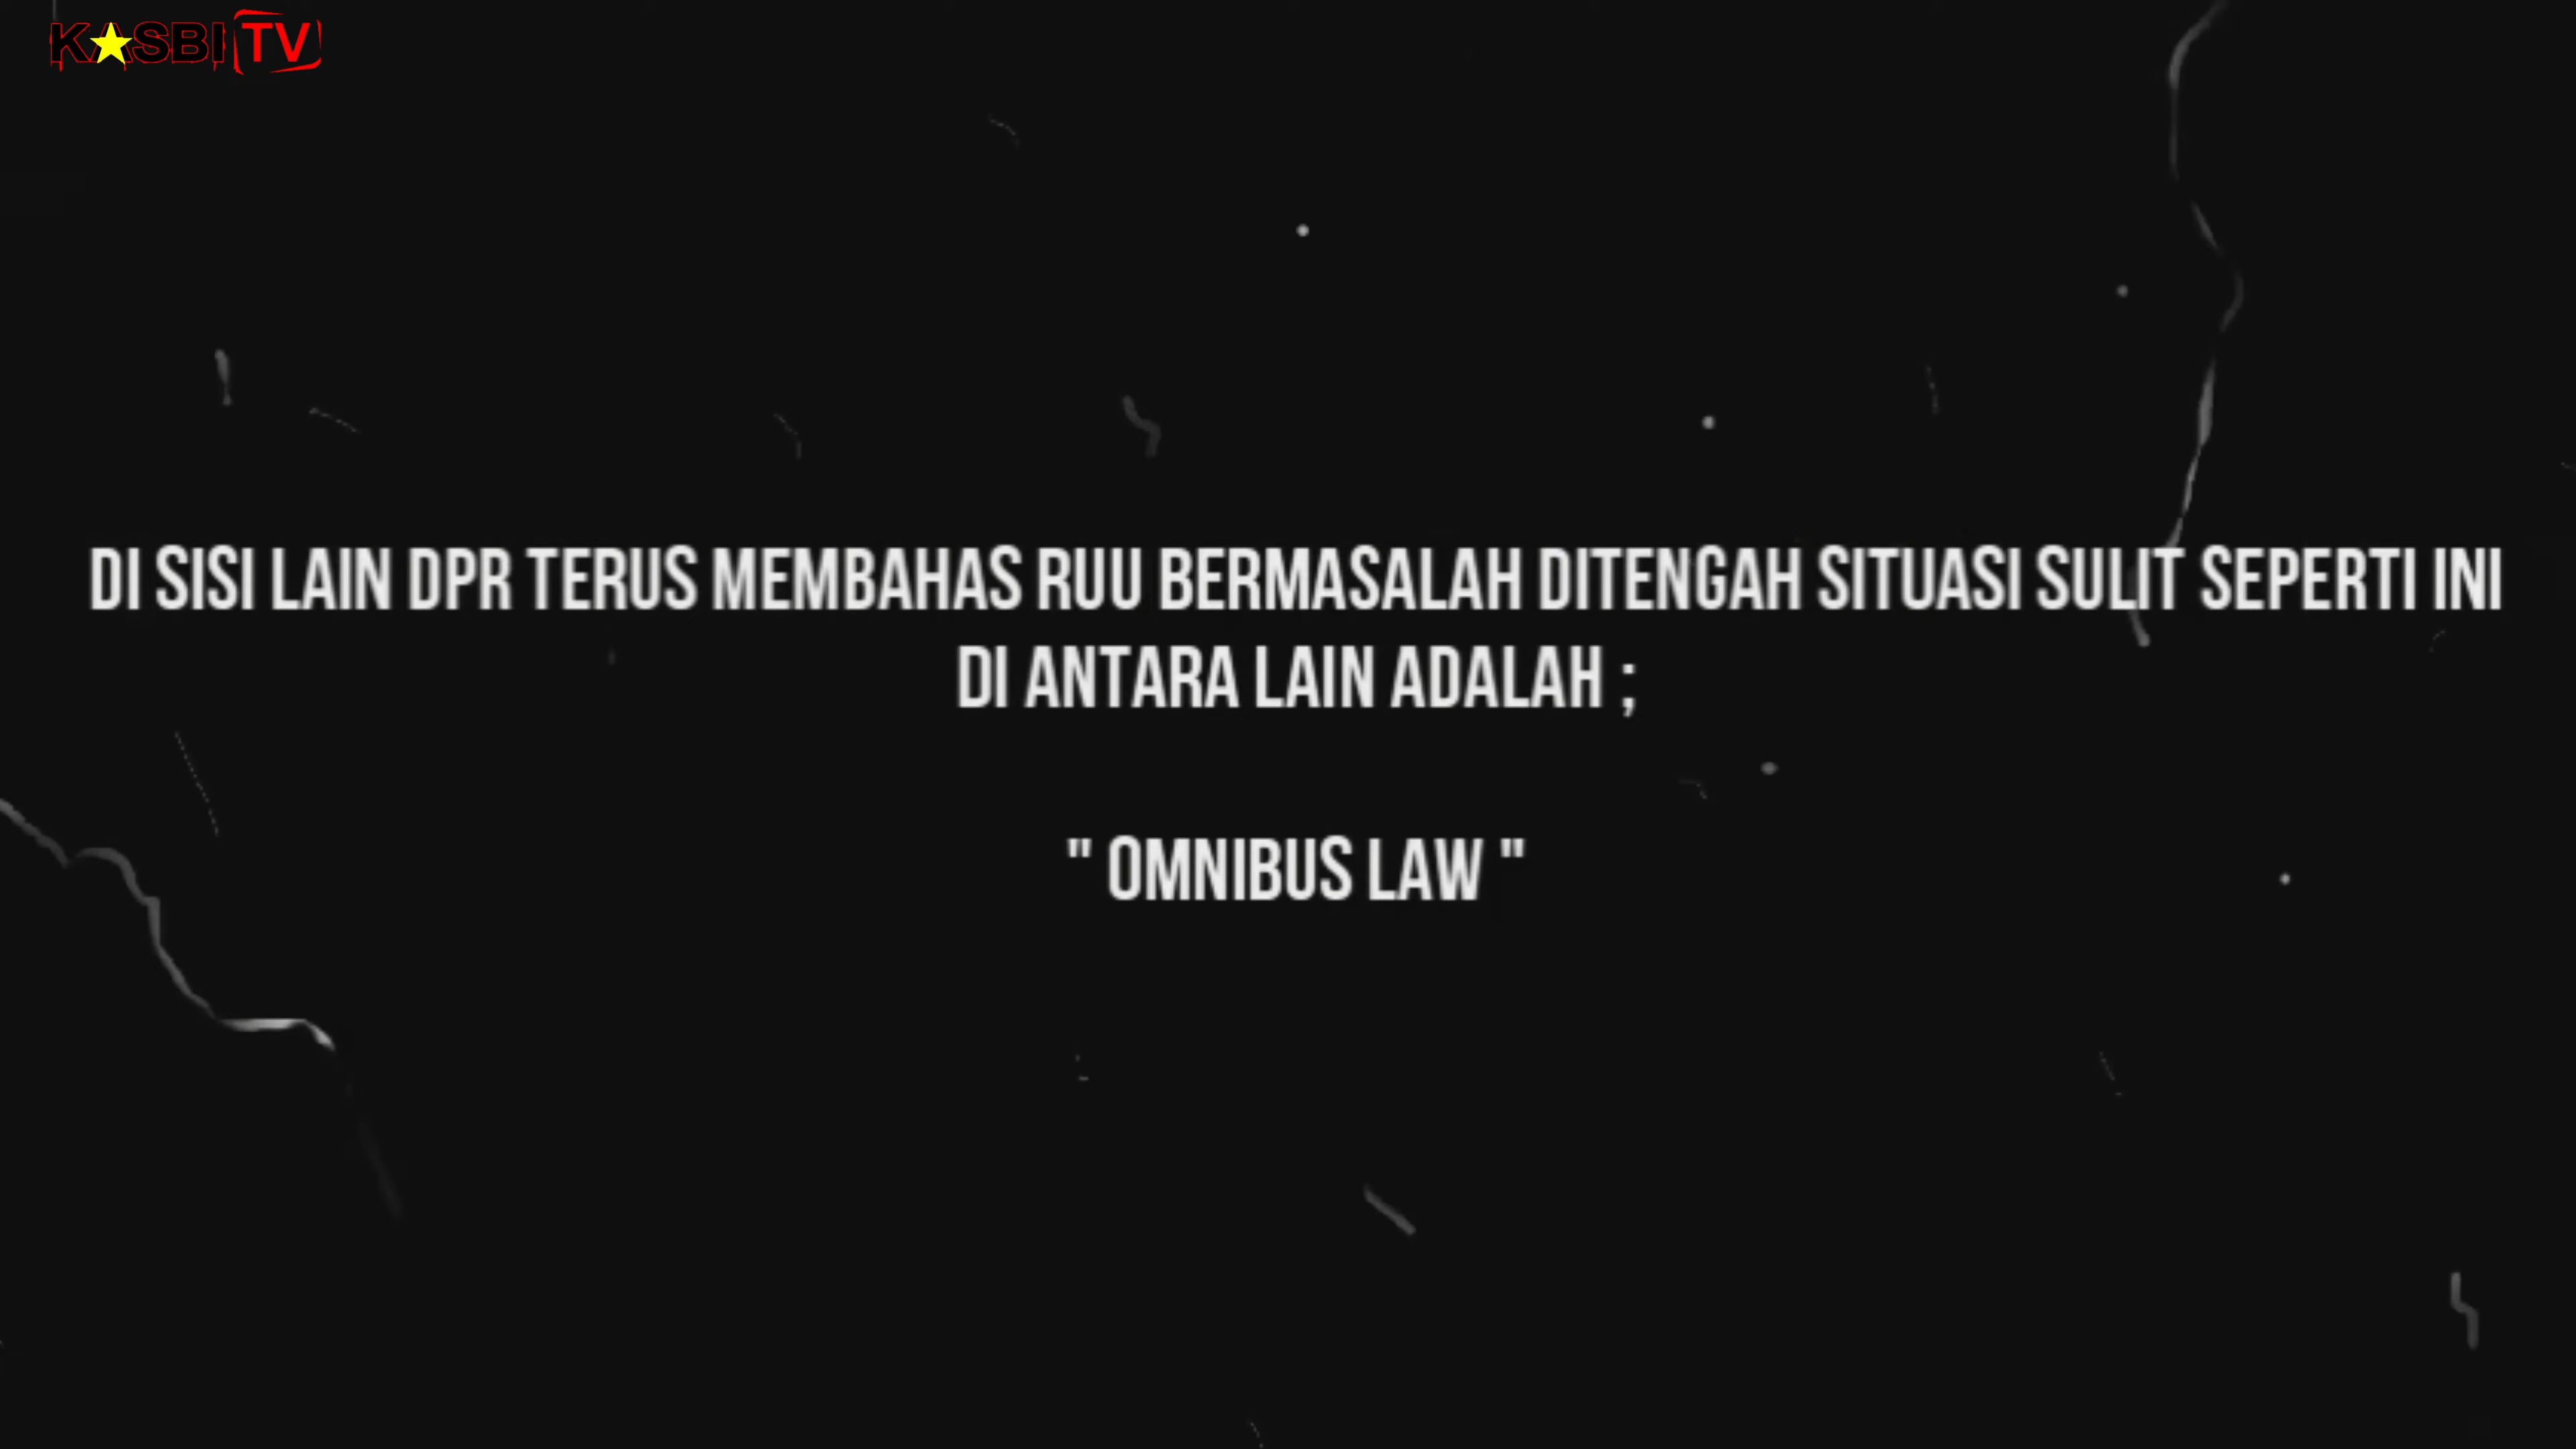 KASBI TV
DI SISI LAIN DPR TERUS MEMBAHAS RUU BERMASALAH DITENGAH SITUASI SULIT SEPERTI INI
DI ANTARA LAIN ADALAH ;
" OMNIBUS LAW "